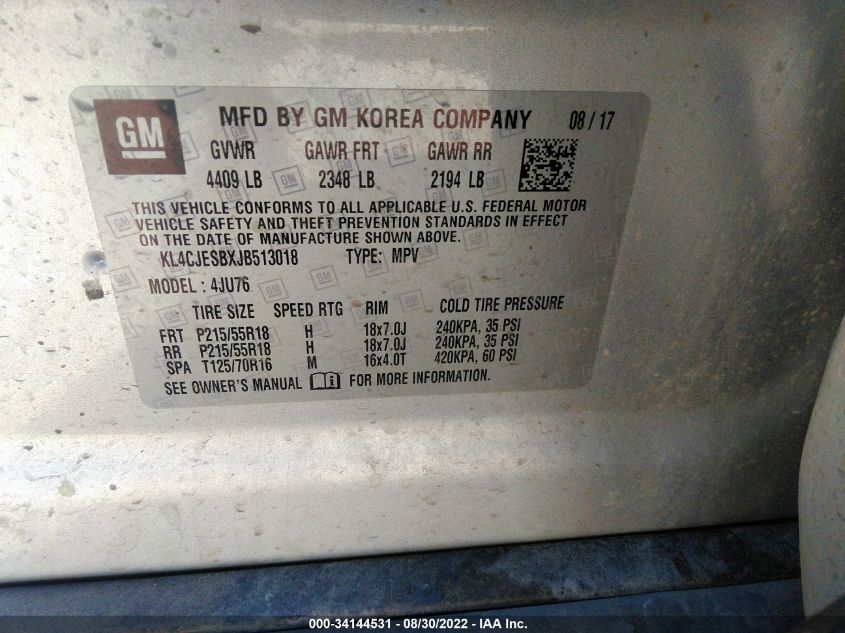 GM
MFD BY GM KOREA COMPANY 08 / 17
GVWR GAWR FRT GAWR RR
4409 LB 2348 LB 2194 LB
THIS VEHICLE CONFORMS TO ALL APPLICABLE U.S. FEDERAL MOTOR
VEHICLE SAFETY AND THEFT PREVENTION STANDARDS IN EFFECT
ON THE DATE OF MANUFACTURE SHOWN ABOVE.
KL4CJESBXJB513018 TYPE: MPV
MODEL : 4JU76
TIRE SIZE SPEED RTG RIM COLD TIRE PRESSURE
FRT P215/55R18 H 18x7.0J 240KPA, 35 PSI
RR P215/55R18 H 18x7.0J 240KPA, 35 PSI
SPA T125/70R16 M 16x4.0T 420KPA, 60 PSI
SEE OWNER'S MANUAL FOR MORE INFORMATION.
000-34144531 - 08/30/2022 - IAA Inc.